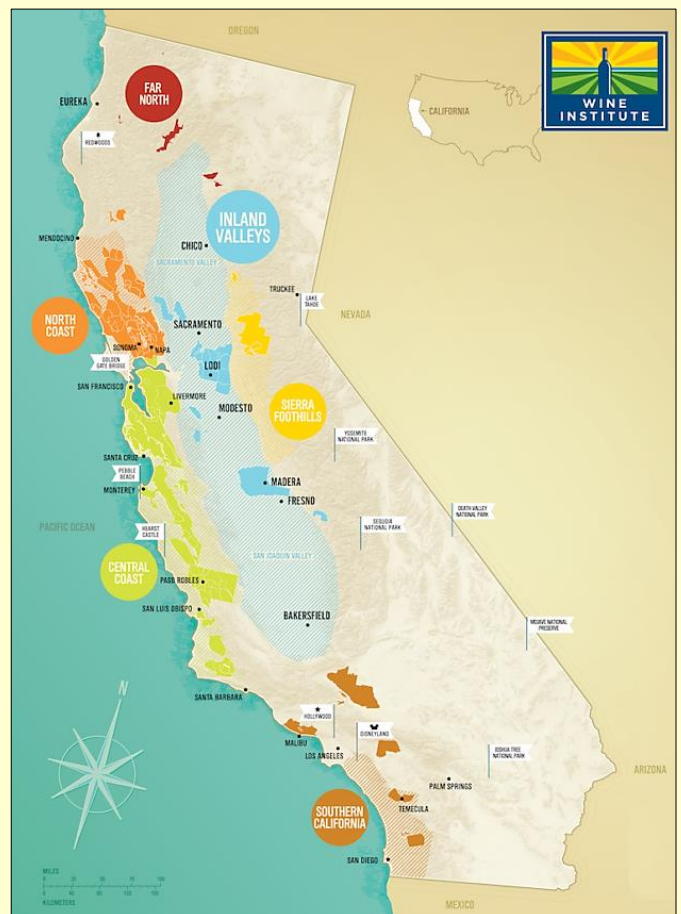 OREGON
FAR
NORTH
EUREKA
REDWOODS
CALIFORNIA
WINE
INSTITUTE
INLAND
VALLEYS
MENDOCINO
CHICO
SACRAMENTO VALLEY
TRUCKEE
LAKE
TAHOE
NEVADA
NORTH
COAST
SACRAMENTO
SONOMA
NAPA
GOLDEN
GATE BRIDGE
LODI
SAN FRANCISCO
LIVERMORE
MODESTO
SIERRA
FOOTHILLS
YOSEMITE
NATIONAL PARK
SANTA CRUZ
PEBBLE
BEACH
MONTEREY
MADERA
FRESNO
DEATH VALLEY
NATIONAL PARK
PACIFIC OCEAN
HEARST
CASTLE
SEQUOIA
NATIONAL PARK
SAN JOAQUIN VALLEY
CENTRAL
COAST
PASO ROBLES
SAN LUIS OBISPO
BAKERSFIELD
MOJAVE NATIONAL
PRESERVE
N
SANTA BARBARA
HOLLYWOOD
DISNEYLAND
MALIBU
LOS ANGELES
JOSHUA TREE
NATIONAL PARK
ARIZONA
PALM SPRINGS
SOUTHERN
CALIFORNIA
TEMECULA
SAN DIEGO
MILES
KILOMETERS
MEXICO